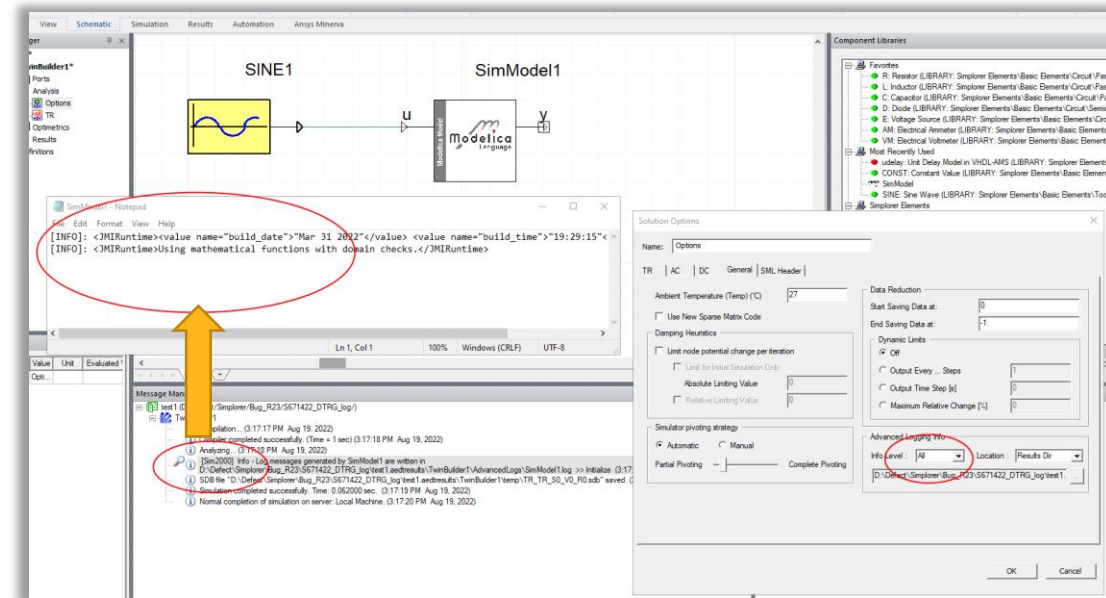 View Schematic Simulation Results Automation Ansys Minerva
Ports
Analysis
Options
TR
Optimetrics
Results
SINE1
SimModel1
u
y
Modelica Model
Modelica
Language
Component Libraries
Favorites
R: Resistor (LIBRARY: Simplorer Elements\Basic Elements\Circuit\Pas
L: Inductor (LIBRARY: Simplorer Elements\Basic Elements\Circuit\Pas
C: Capacitor (LIBRARY: Simplorer Elements\Basic Elements\Circuit\Pa
D: Diode (LIBRARY: Simplorer Elements\Basic Elements\Circuit\Semic
E: Voltage Source (LIBRARY: Simplorer Elements\Basic Elements\Circ
AM: Electrical Ammeter (LIBRARY: Simplorer Elements\Basic Elements
VM: Electrical Voltmeter (LIBRARY: Simplorer Elements\Basic Element
Most Recently Used
udelay: Unit Delay Model in VHDL-AMS (LIBRARY: Simplorer Elements
CONST: Constant Value (LIBRARY: Simplorer Elements\Basic Elements
SimModel
SINE: Sine Wave (LIBRARY: Simplorer Elements\Basic Elements\Too
Simplorer Elements
SimModel1 - Notepad
File Edit Format View Help
[INFO]: <JMIRuntime><value name="build_date">"Mar 31 2022"</value> <value name="build_time">"19:29:15"<
[INFO]: <JMIRuntime>Using mathematical functions with domain checks.</JMIRuntime>
Ln 1, Col 1 100% Windows (CRLF) UTF-8
Value Unit Evaluated
Opti...
Message Man
test1 (D Simplorer/Bug_R23/S671422_DTRG_log/)
Compiler completed successfully. (Time = 1 sec) (3:17:18 PM Aug 19, 2022)
Analyzing... (3:17:18 PM Aug 19, 2022)
[Sim2000] Info - Log messages generated by SimModel1 are written in
D:\Defect\Simplorer\Bug_R23\S671422_DTRG_log\test1.aedtresults\TwinBuilder1\AdvancedLogs\SimModel1.log >> Initialize (3:17:
SDB file "D:\Defect\Simplorer\Bug_R23\S671422_DTRG_log\test1.aedtresults\TwinBuilder1\temp\TR_TR_S0_V0_R0.sdb" saved. (
Simulation completed successfully. Time: 0.062000 sec. (3:17:19 PM Aug 19, 2022)
Normal completion of simulation on server: Local Machine. (3:17:20 PM Aug 19, 2022)
Solution Options
Name: Options
TR AC DC General SML Header
Ambient Temperature (Temp) (°C) 27
Use New Sparse Matrix Code
Damping Heuristics
Limit node potential change per iteration
Limit for Initial Simulation Only
Absolute Limiting Value 0
Relative Limiting Value 0
Simulator pivoting strategy
Automatic Manual
Partial Pivoting Complete Pivoting
Data Reduction
Start Saving Data at: 0
End Saving Data at: -1
Dynamic Limits
Off
Output Every ... Steps 1
Output Time Step [s] 0
Maximum Relative Change [%] 0
Advanced Logging Info
Info Level : All Location : Results Dir
D:\Defect\Simplorer\Bug_R23\S671422_DTRG_log\test1.
OK Cancel